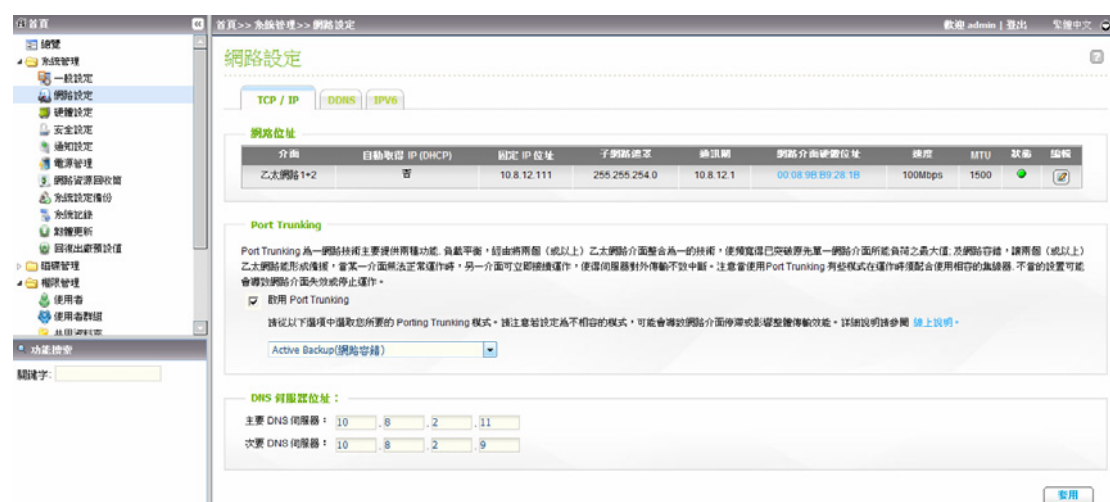 首頁
首頁>> 系統管理>> 網路設定
歡迎 admin | 登出
繁體中文
總覽
系統管理
一般設定
網路設定
硬體設定
安全設定
通知設定
電源管理
網路資源回收筒
系統設定備份
系統記錄
韌體更新
回復出廠預設值
磁碟管理
權限管理
使用者
使用者群組
共用資料夾
功能搜索
關鍵字:
網路設定
TCP / IP
DDNS
IPV6
網路位址
介面 自動取得 IP (DHCP) 固定 IP 位址 子網路遮罩 通訊閘 網路介面硬體位址 速度 MTU 狀態 編輯
乙太網路1+2 否 10.8.12.111 255.255.254.0 10.8.12.1 00:08:9B:B9:28:1B 100Mbps 1500
Port Trunking
Port Trunking 為一網路技術主要提供兩種功能. 負載平衡，經由將兩個（或以上）乙太網路介面整合為一的技術，使頻寬得已突破原先單一網路介面所能負荷之最大值; 及網路容錯，讓兩個（或以上）
乙太網路能形成備援，當某一介面無法正常運作時，另一介面可立即接續運作，使得伺服器對外傳輸不致中斷。注意當使用Port Trunking 有些模式在運作時須配合使用相容的集線器. 不當的設置可能
會導致網路介面失效或停止運作。
啟用 Port Trunking
請從以下選項中選取您所要的 Porting Trunking 模式。請注意若設定為不相容的模式，可能會導致網路介面停滯或影響整體傳輸效能。詳細說明請參閱 線上說明。
Active Backup(網路容錯)
DNS 伺服器位址：
主要 DNS 伺服器： 10 . 8 . 2 . 11
次要 DNS 伺服器： 10 . 8 . 2 . 9
套用